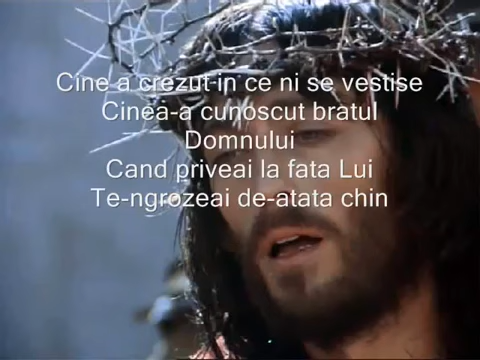 Cine a crezut in ce ni se vestise
Cinea-a cunoscut bratul
Domnului
Cand priveai la fata Lui
Te-ngrozeai de-atata chin